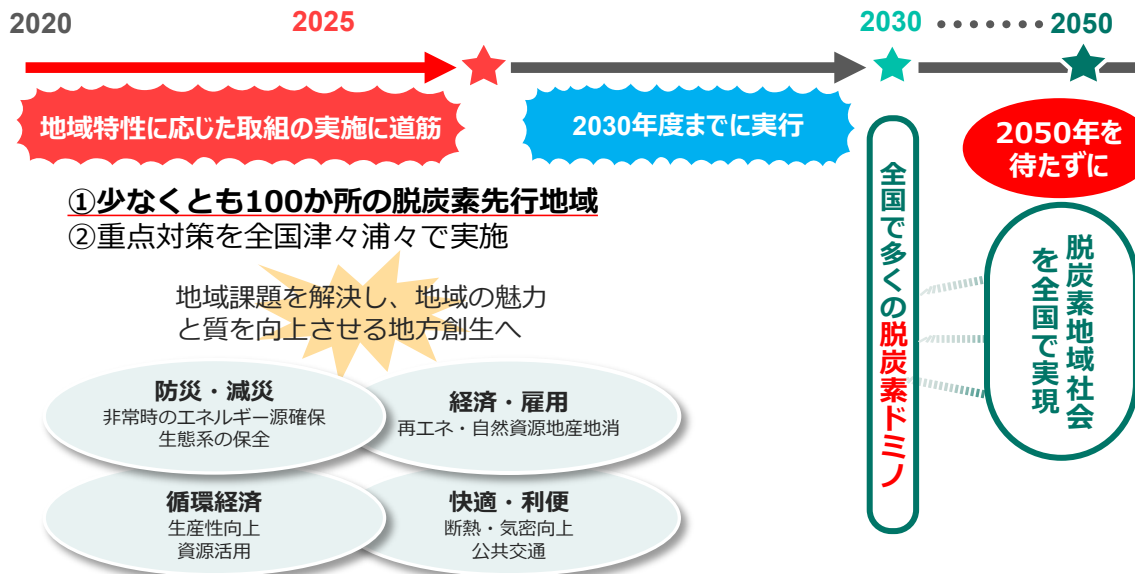 2020
2025
2030
・・・・・・・
2050
地域特性に応じた取組の実施に道筋
2030年度までに実行
2050年を
待たずに
①少なくとも100か所の脱炭素先行地域
②重点対策を全国津々浦々で実施
地域課題を解決し、地域の魅力
と質を向上させる地方創生へ
防災・減災
非常時のエネルギー源確保
生態系の保全
経済・雇用
再エネ・自然資源地産地消
循環経済
生産性向上
資源活用
快適・利便
断熱・気密向上
公共交通
全国で多くの脱炭素ドミノ
脱炭素地域社会
を全国で実現